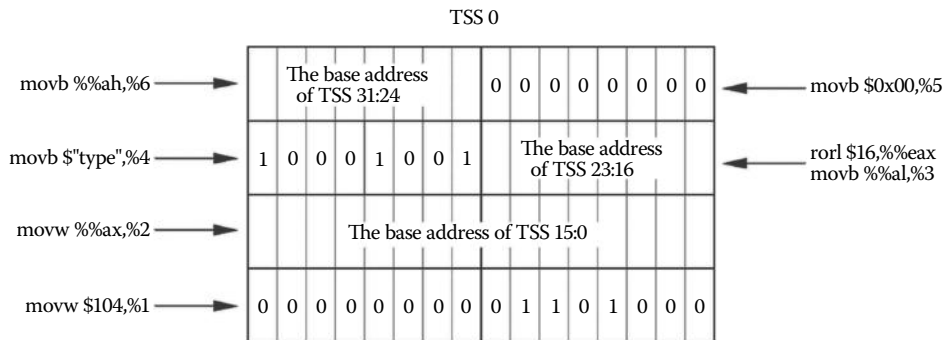 TSS 0
movb %%ah,%6
The base address
of TSS 31:24
0 0 0 0 0 0 0 0
movb $0x00,%5
movb $"type",%4
1 0 0 0 1 0 0 1
The base address
of TSS 23:16
rorl $16,%%eax
movb %%al,%3
movw %%ax,%2
The base address of TSS 15:0
movw $104,%1
0 0 0 0 0 0 0 0 0 1 1 0 1 0 0 0